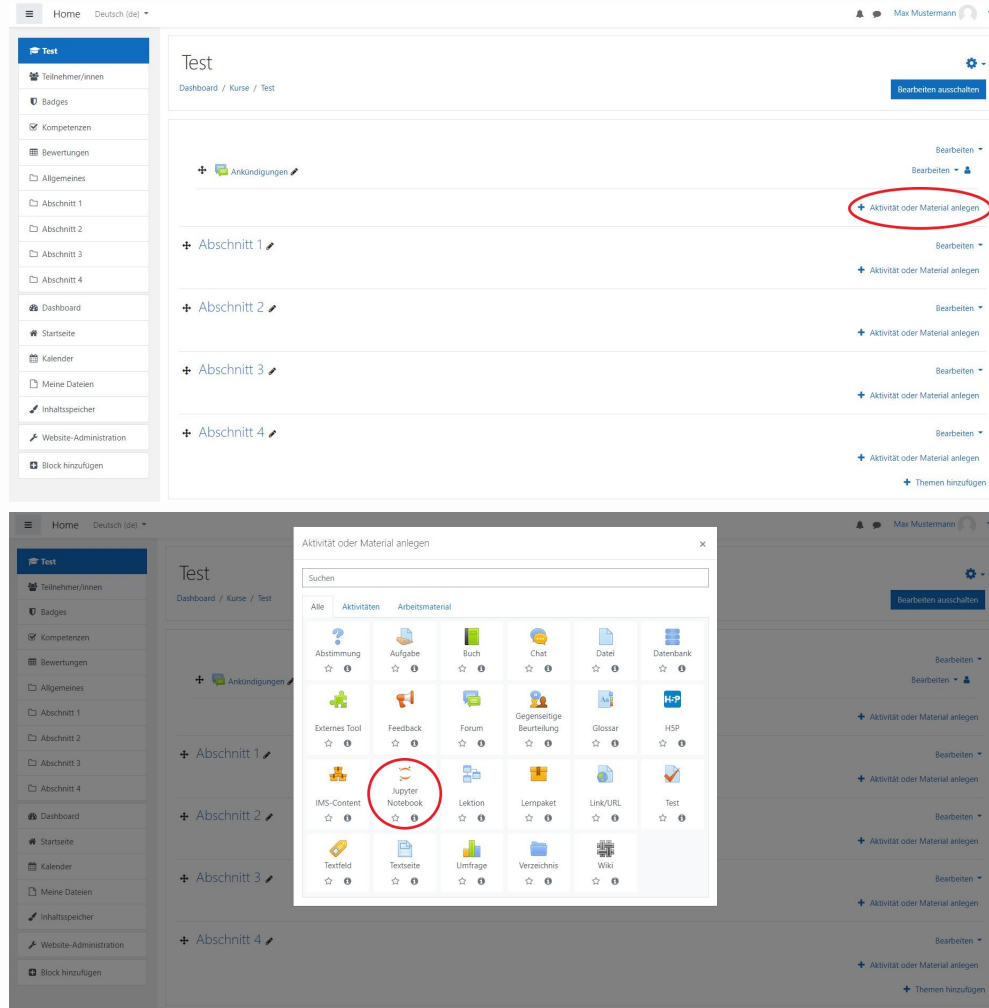 Home Deutsch (de)
Max Mustermann
Test
Teilnehmer/innen
Badges
Kompetenzen
Bewertungen
Allgemeines
Abschnitt 1
Abschnitt 2
Abschnitt 3
Abschnitt 4
Dashboard
Startseite
Kalender
Meine Dateien
Inhaltsspeicher
Website-Administration
Block hinzufügen
Test
Dashboard / Kurse / Test
Bearbeiten ausschalten
Bearbeiten
Ankündigungen
Bearbeiten
Aktivität oder Material anlegen
Abschnitt 1
Bearbeiten
Aktivität oder Material anlegen
Abschnitt 2
Bearbeiten
Aktivität oder Material anlegen
Abschnitt 3
Bearbeiten
Aktivität oder Material anlegen
Abschnitt 4
Bearbeiten
Aktivität oder Material anlegen
Themen hinzufügen
Home Deutsch (de)
Max Mustermann
Test
Teilnehmer/innen
Badges
Kompetenzen
Bewertungen
Allgemeines
Abschnitt 1
Abschnitt 2
Abschnitt 3
Abschnitt 4
Dashboard
Startseite
Kalender
Meine Dateien
Inhaltsspeicher
Website-Administration
Block hinzufügen
Test
Dashboard / Kurse / Test
Bearbeiten ausschalten
Bearbeiten
Ankündigungen
Bearbeiten
Aktivität oder Material anlegen
Abschnitt 1
Bearbeiten
Aktivität oder Material anlegen
Abschnitt 2
Bearbeiten
Aktivität oder Material anlegen
Abschnitt 3
Bearbeiten
Aktivität oder Material anlegen
Abschnitt 4
Bearbeiten
Aktivität oder Material anlegen
Themen hinzufügen
Aktivität oder Material anlegen
Suchen
Alle Aktivitäten Arbeitsmaterial
Abstimmung
Aufgabe
Buch
Chat
Datei
Datenbank
Externes Tool
Feedback
Forum
Gegenseitige
Beurteilung
Glossar
H5P
H5P
IMS-Content
Jupyter
Notebook
Lektion
Lernpaket
Link/URL
Test
Textfeld
Textseite
Umfrage
Verzeichnis
Wiki